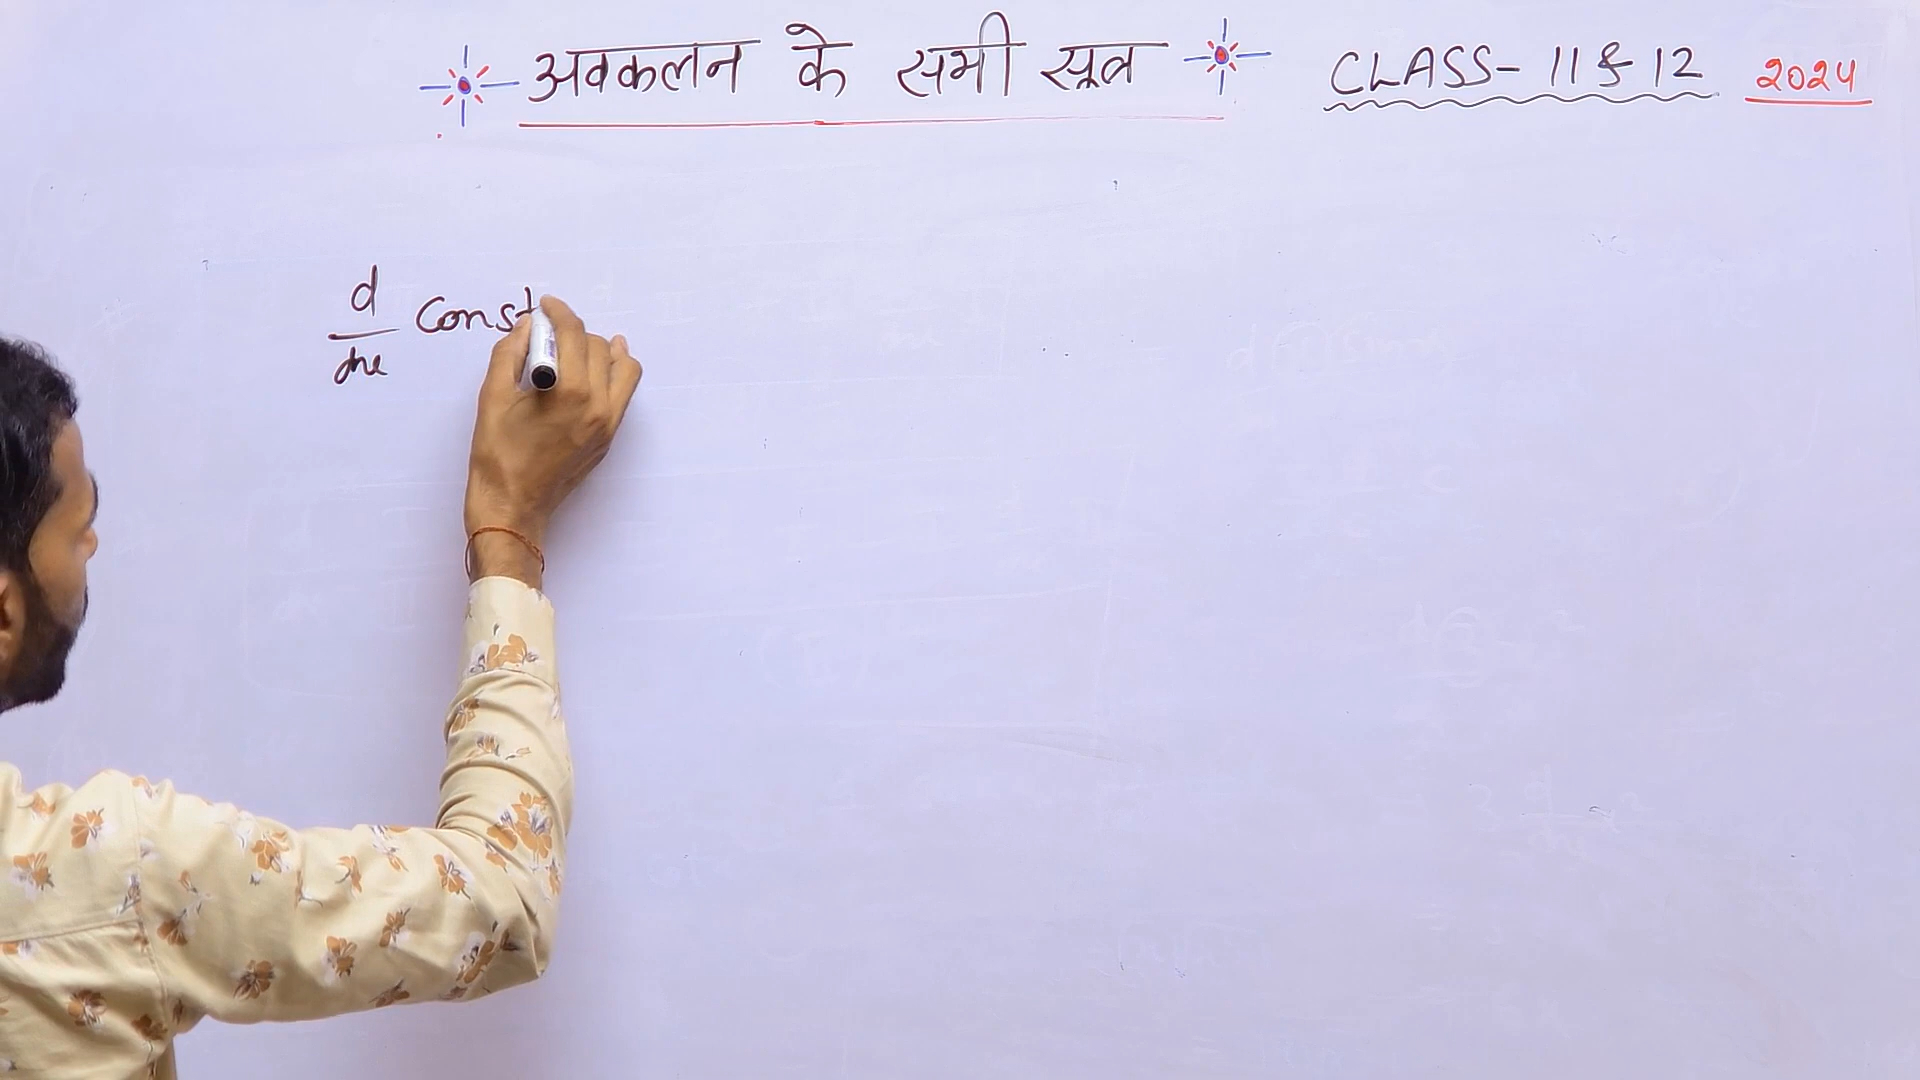 अवकलन के सभी सूत्र CLASS- 11 & 12 2024
d/dx Const